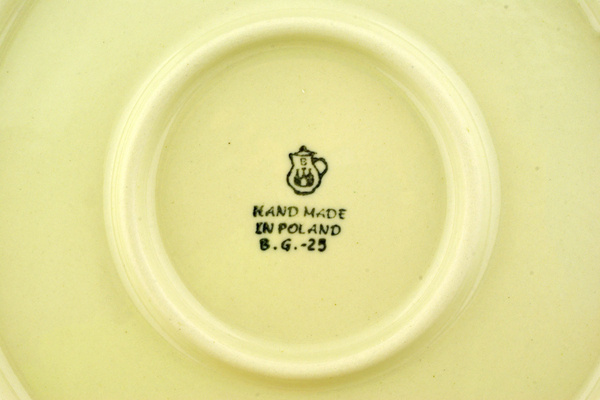 B
HAND MADE
IN POLAND
B.G.-25